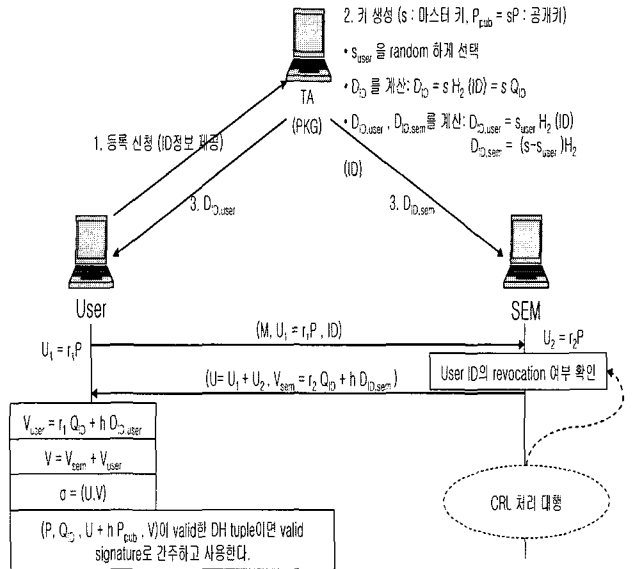 2. 키 생성 (s : 마스터 키, P_pub = sP : 공개키)
• s_user 을 random 하게 선택
• D_ID 를 계산: D_ID = s H_2 (ID) = s Q_ID
• D_ID,user , D_ID,sem를 계산: D_ID,user = s_user H_2 (ID)
D_ID,sem = (s-s_user )H_2
(ID)
TA
(PKG)
1. 등록 신청 (ID정보 제공)
3. D_ID,user
3. D_ID,sem
User
SEM
(M, U_1 = r_1P , ID)
U_1 = r_1P
U_2 = r_2P
(U= U_1 + U_2 , V_sem = r_2 Q_ID + h D_ID,sem )
User ID의 revocation 여부 확인
V_user = r_1 Q_ID + h D_ID,user
V = V_sem + V_user
σ = (U,V)
CRL 처리 대행
(P, Q_ID , U + h P_pub , V)이 valid한 DH tuple이면 valid
signature로 간주하고 사용한다.